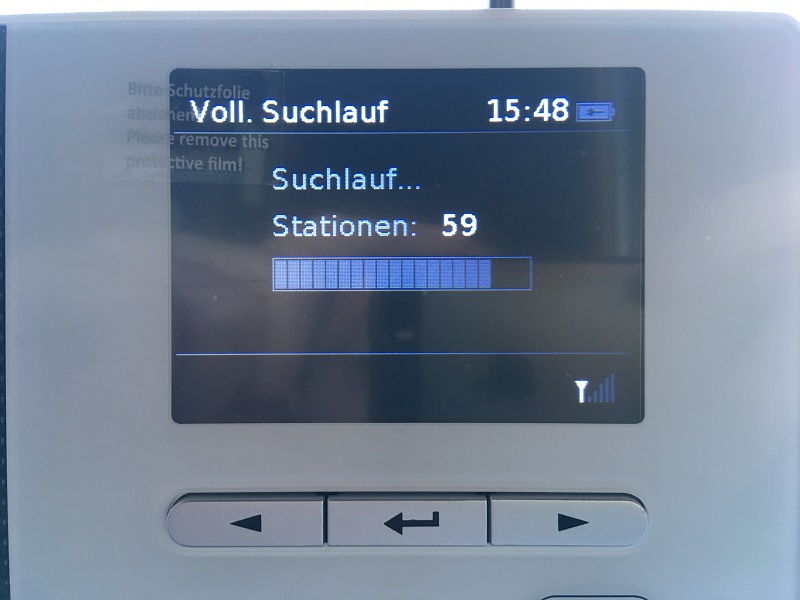 Bitte Schutzfolie
abziehen
Please remove this
protective film!
Voll. Suchlauf 15:48
Suchlauf...
Stationen: 59